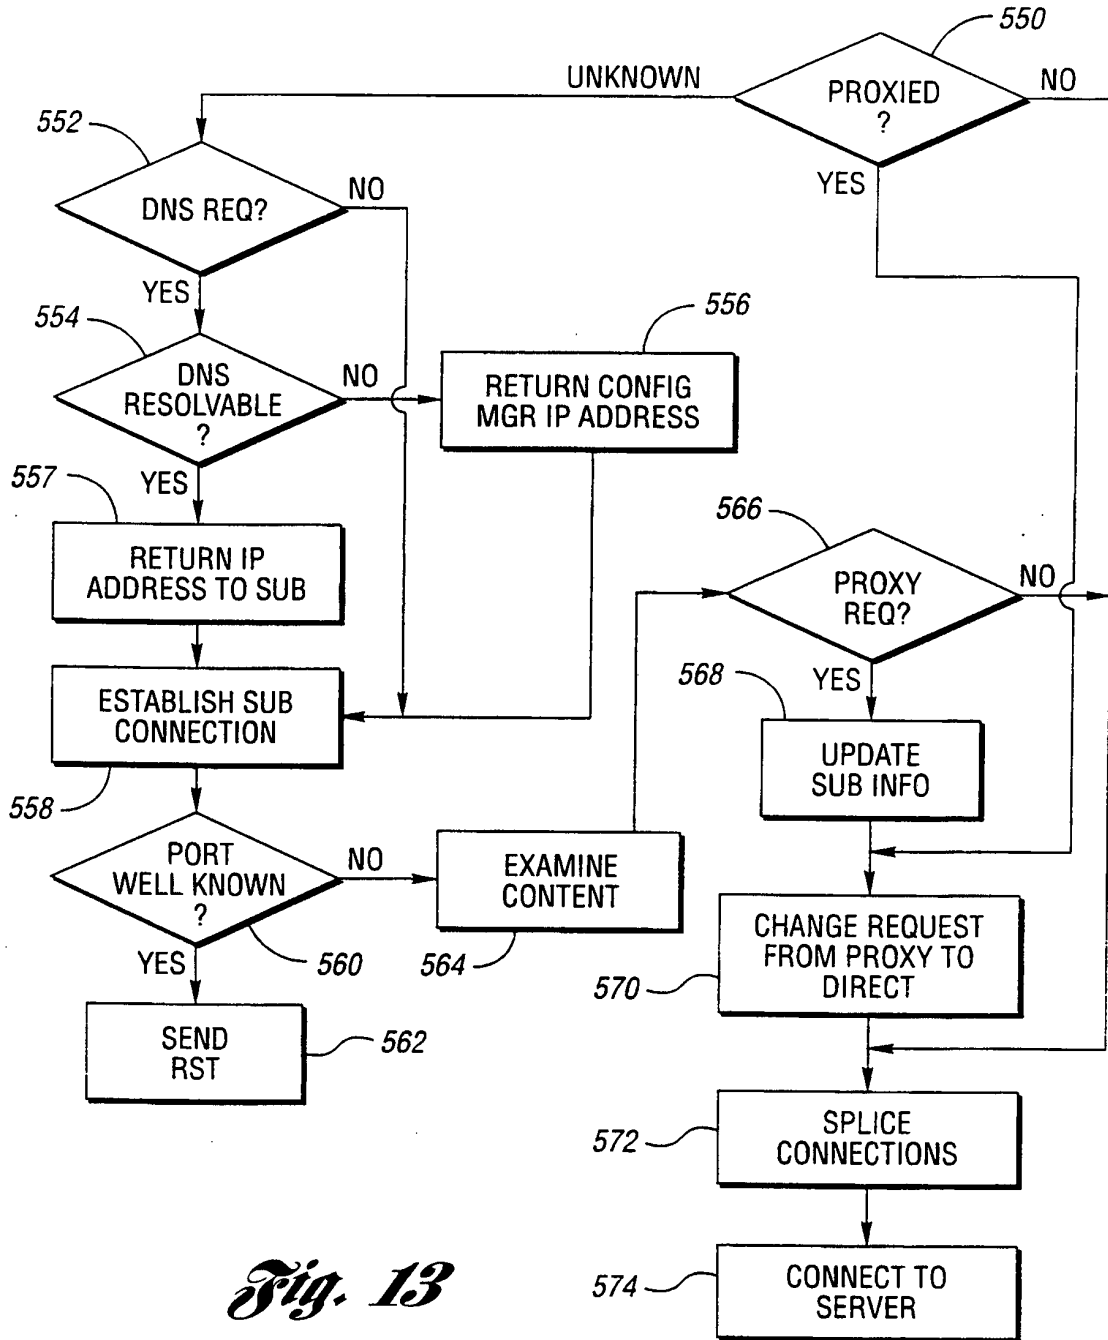 550
UNKNOWN
PROXIED
?
NO
YES
552
DNS REQ?
NO
YES
554
DNS
RESOLVABLE
?
NO
YES
556
RETURN CONFIG
MGR IP ADDRESS
557
RETURN IP
ADDRESS TO SUB
ESTABLISH SUB
CONNECTION
558
PORT
WELL KNOWN
?
NO
YES
560
SEND
RST
562
EXAMINE
CONTENT
564
566
PROXY
REQ?
NO
YES
568
UPDATE
SUB INFO
CHANGE REQUEST
FROM PROXY TO
DIRECT
570
SPLICE
CONNECTIONS
572
CONNECT TO
SERVER
574
Fig. 13